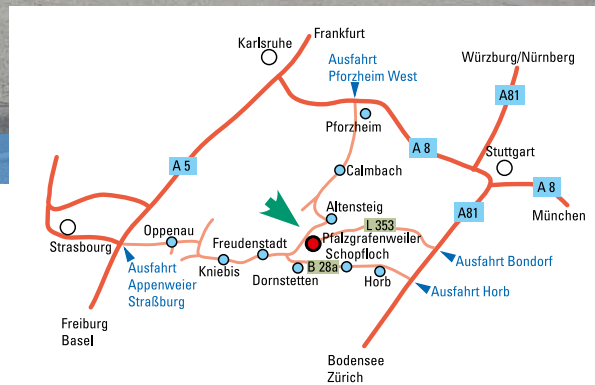 Frankfurt
Karlsruhe
Ausfahrt
Pforzheim West
Würzburg/Nürnberg
A81
Pforzheim
A 8
Stuttgart
A 5
Calmbach
A 8
Altensteig
A81
München
L 353
Oppenau
Strasbourg
Freudenstadt
Pfalzgrafenweiler
Schopfloch
Ausfahrt Bondorf
Ausfahrt
Appenweier
Straßburg
Kniebis
B 28a
Dornstetten
Horb
Ausfahrt Horb
Freiburg
Basel
Bodensee
Zürich